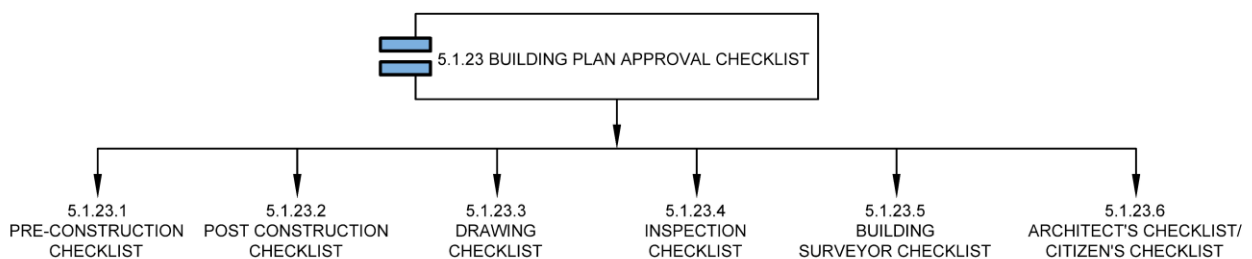 5.1.23 BUILDING PLAN APPROVAL CHECKLIST
5.1.23.1
PRE-CONSTRUCTION
CHECKLIST
5.1.23.2
POST CONSTRUCTION
CHECKLIST
5.1.23.3
DRAWING
CHECKLIST
5.1.23.4
INSPECTION
CHECKLIST
5.1.23.5
BUILDING
SURVEYOR CHECKLIST
5.1.23.6
ARCHITECT'S CHECKLIST/
CITIZEN'S CHECKLIST